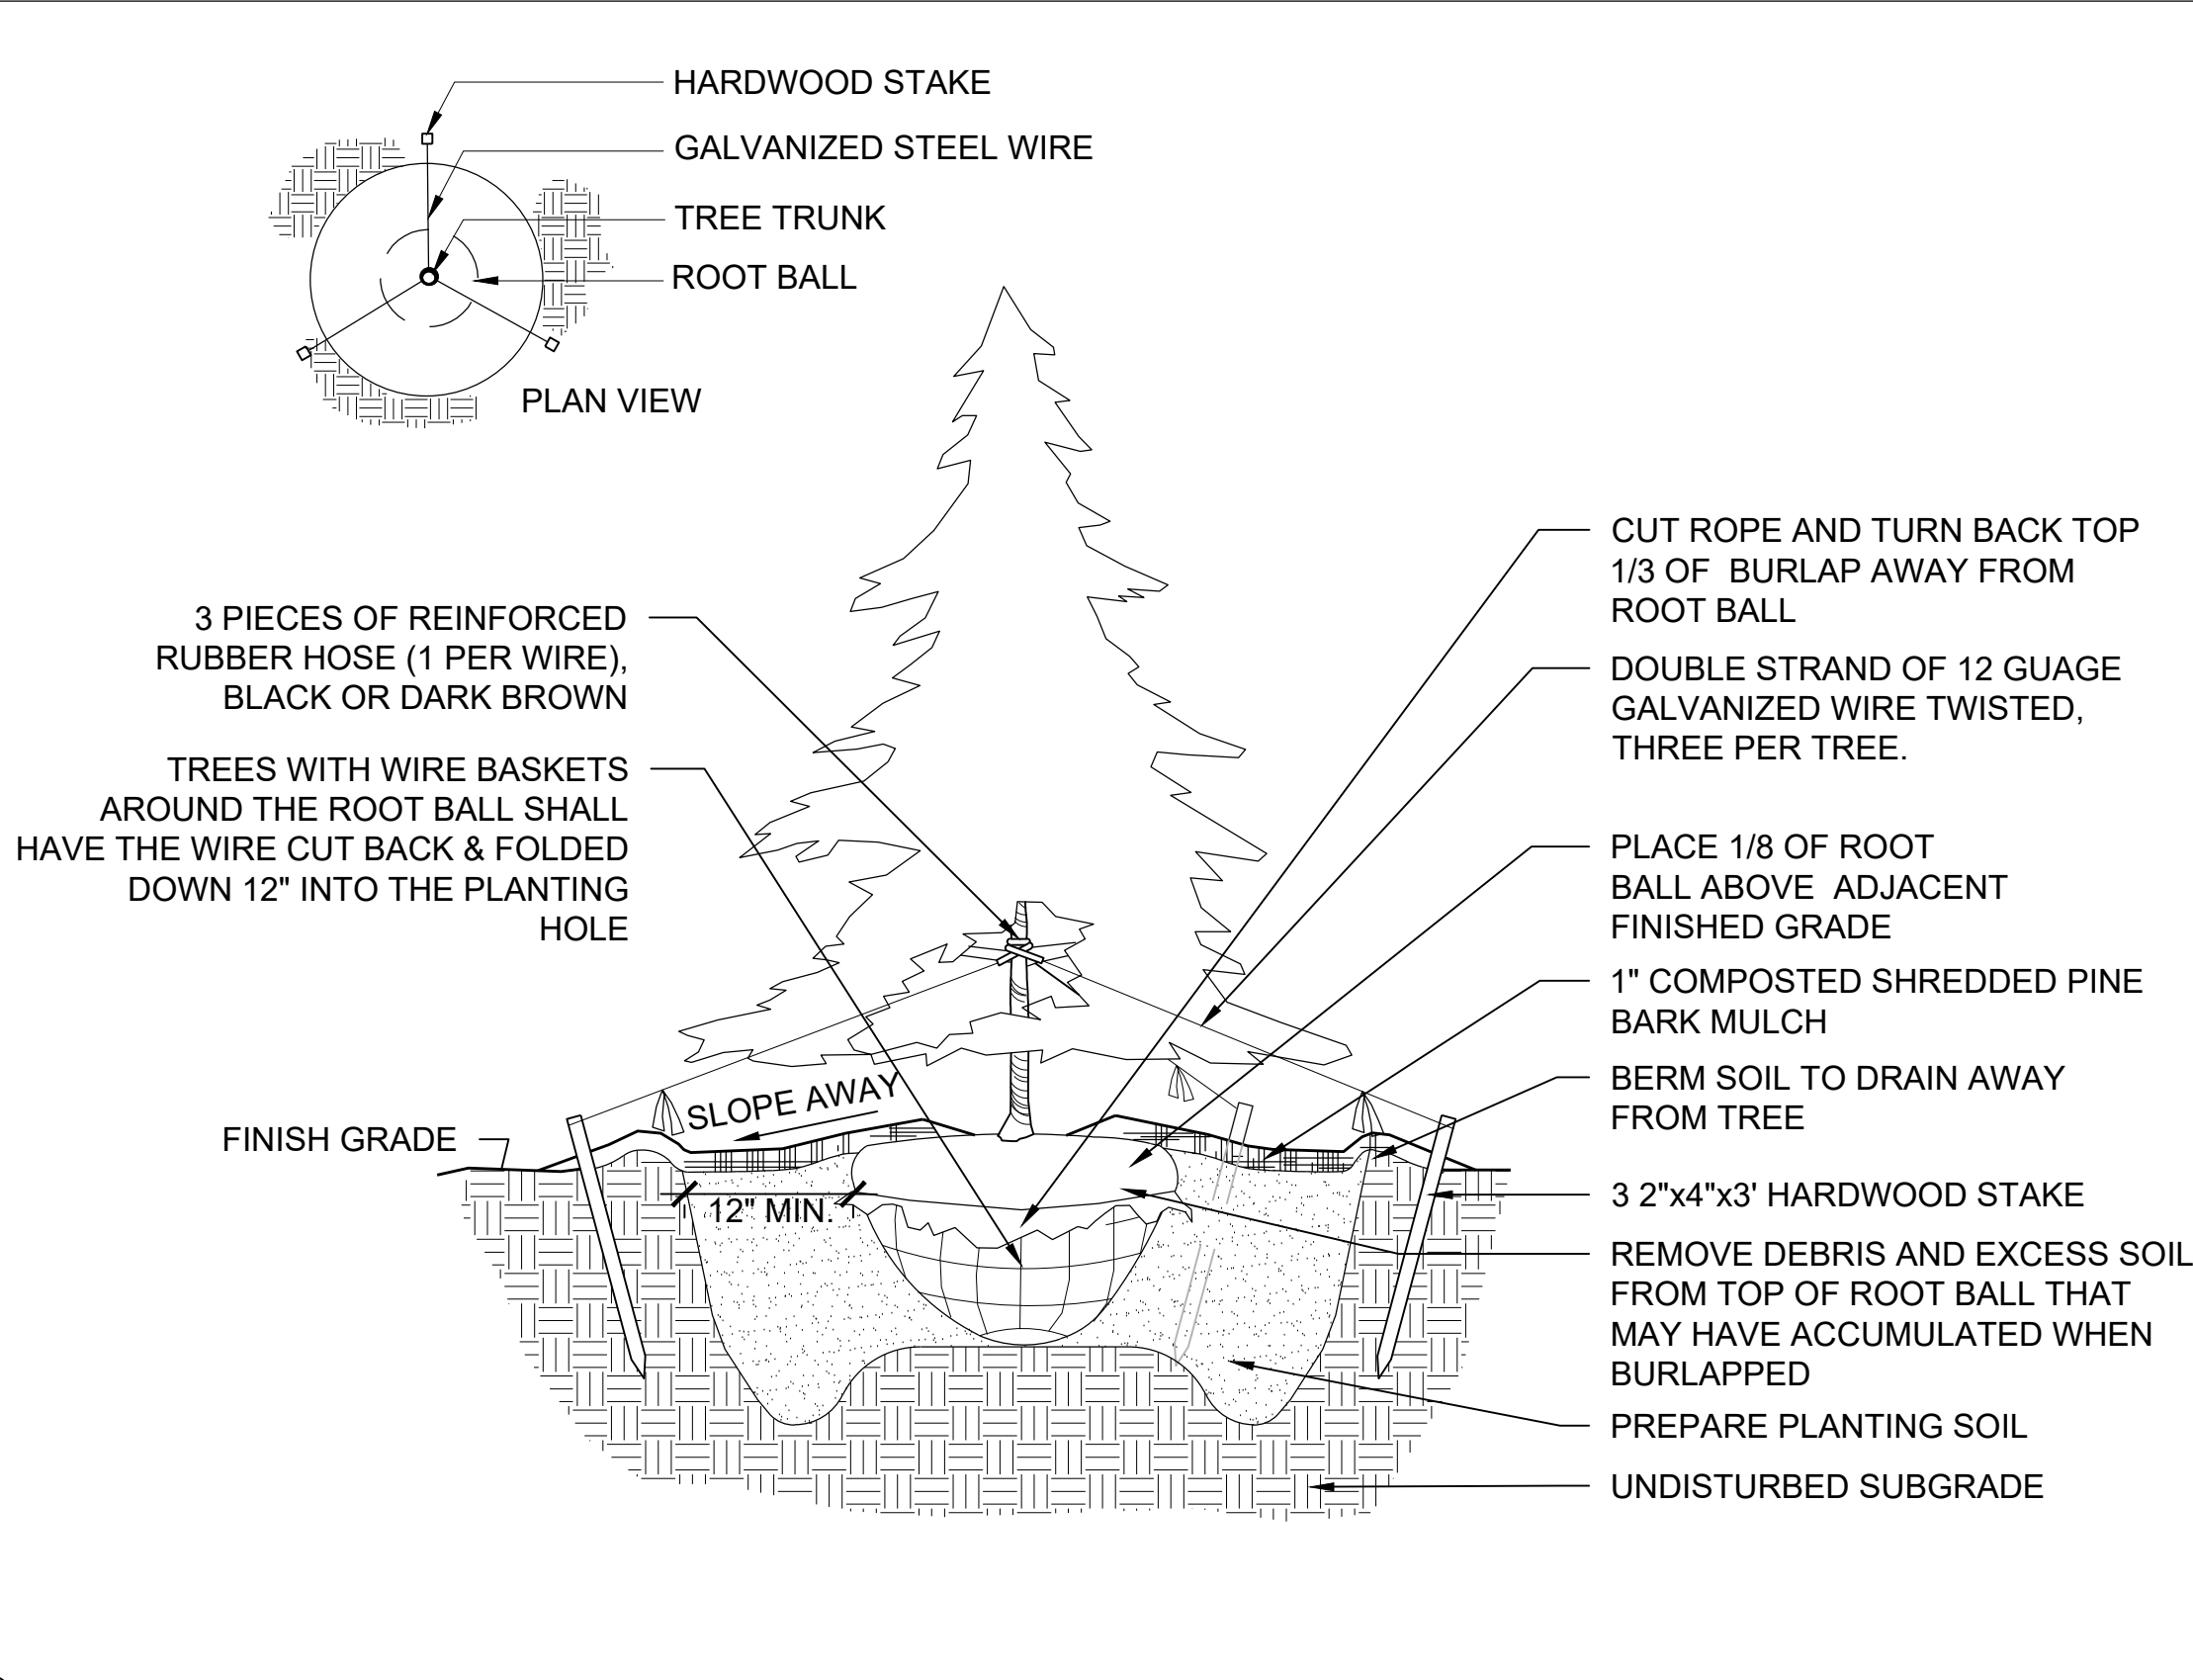 HARDWOOD STAKE
GALVANIZED STEEL WIRE
TREE TRUNK
ROOT BALL
PLAN VIEW
3 PIECES OF REINFORCED
RUBBER HOSE (1 PER WIRE),
BLACK OR DARK BROWN
TREES WITH WIRE BASKETS
AROUND THE ROOT BALL SHALL
HAVE THE WIRE CUT BACK & FOLDED
DOWN 12" INTO THE PLANTING
HOLE
SLOPE AWAY
FINISH GRADE
12" MIN.
CUT ROPE AND TURN BACK TOP
1/3 OF BURLAP AWAY FROM
ROOT BALL
DOUBLE STRAND OF 12 GUAGE
GALVANIZED WIRE TWISTED,
THREE PER TREE.
PLACE 1/8 OF ROOT
BALL ABOVE ADJACENT
FINISHED GRADE
1" COMPOSTED SHREDDED PINE
BARK MULCH
BERM SOIL TO DRAIN AWAY
FROM TREE
3 2"x4"x3' HARDWOOD STAKE
REMOVE DEBRIS AND EXCESS SOIL
FROM TOP OF ROOT BALL THAT
MAY HAVE ACCUMULATED WHEN
BURLAPPED
PREPARE PLANTING SOIL
UNDISTURBED SUBGRADE